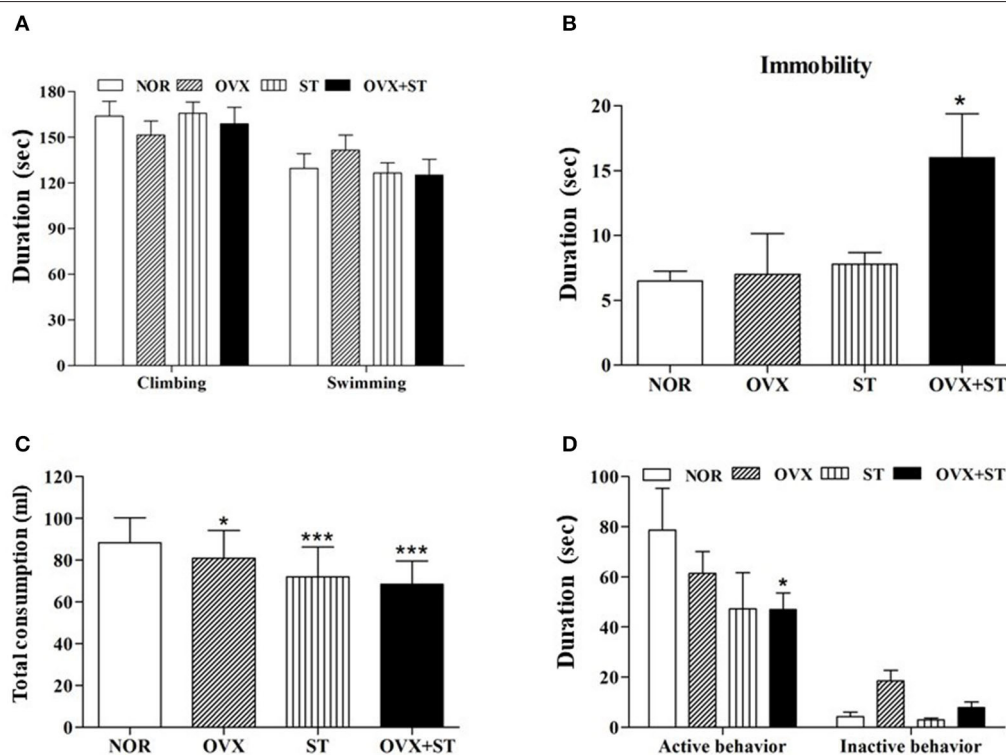 A
NOR OVX ST OVX+ST
Duration (sec)
180
150
120
90
60
30
0
Climbing Swimming
B
Immobility
*
Duration (sec)
20
15
10
5
0
NOR OVX ST OVX+ST
C
Total consumption (ml)
120
100
80
60
40
20
0
* *** ***
NOR OVX ST OVX+ST
D
NOR OVX ST OVX+ST
Duration (sec)
100
80
60
40
20
0
*
Active behavior Inactive behavior